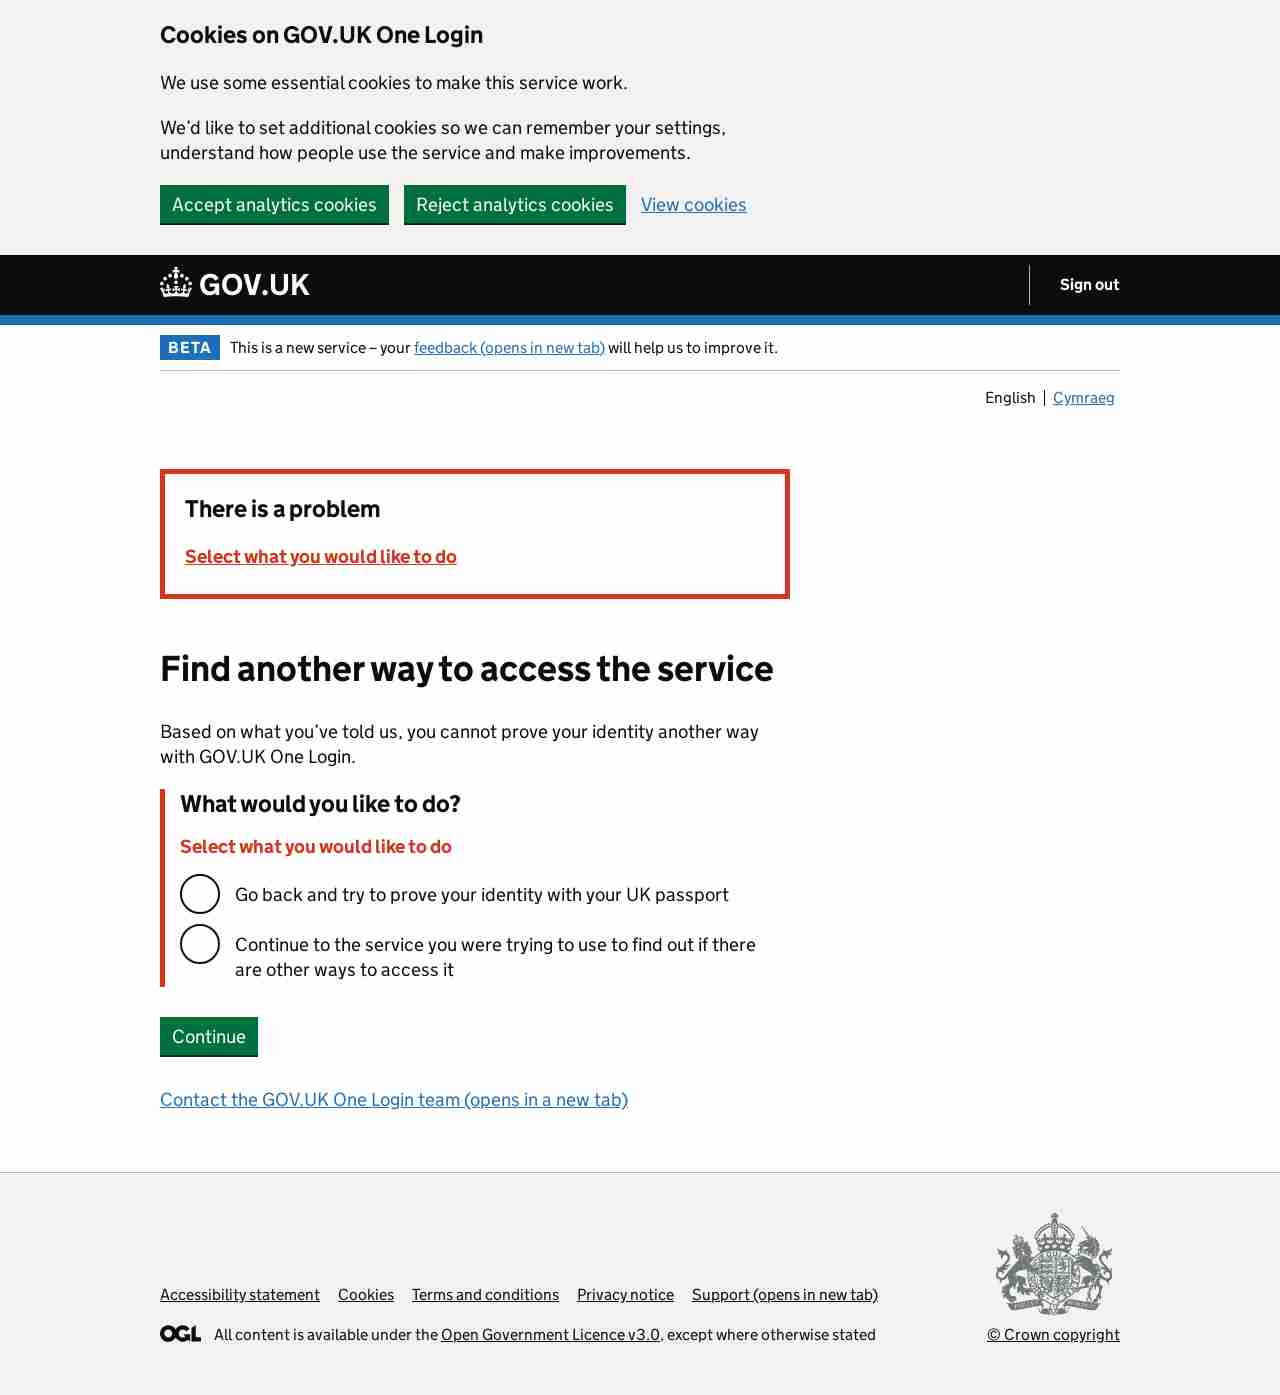 Cookies on GOV.UK One Login
We use some essential cookies to make this service work.
We’d like to set additional cookies so we can remember your settings,
understand how people use the service and make improvements.
Accept analytics cookies Reject analytics cookies View cookies
GOV.UK Sign out
BETA This is a new service – your feedback (opens in new tab) will help us to improve it.
English Cymraeg
There is a problem
Select what you would like to do
Find another way to access the service
Based on what you’ve told us, you cannot prove your identity another way
with GOV.UK One Login.
What would you like to do?
Select what you would like to do
Go back and try to prove your identity with your UK passport
Continue to the service you were trying to use to find out if there
are other ways to access it
Continue
Contact the GOV.UK One Login team (opens in a new tab)
Accessibility statement Cookies Terms and conditions Privacy notice Support (opens in new tab)
OGL All content is available under the Open Government Licence v3.0, except where otherwise stated
© Crown copyright